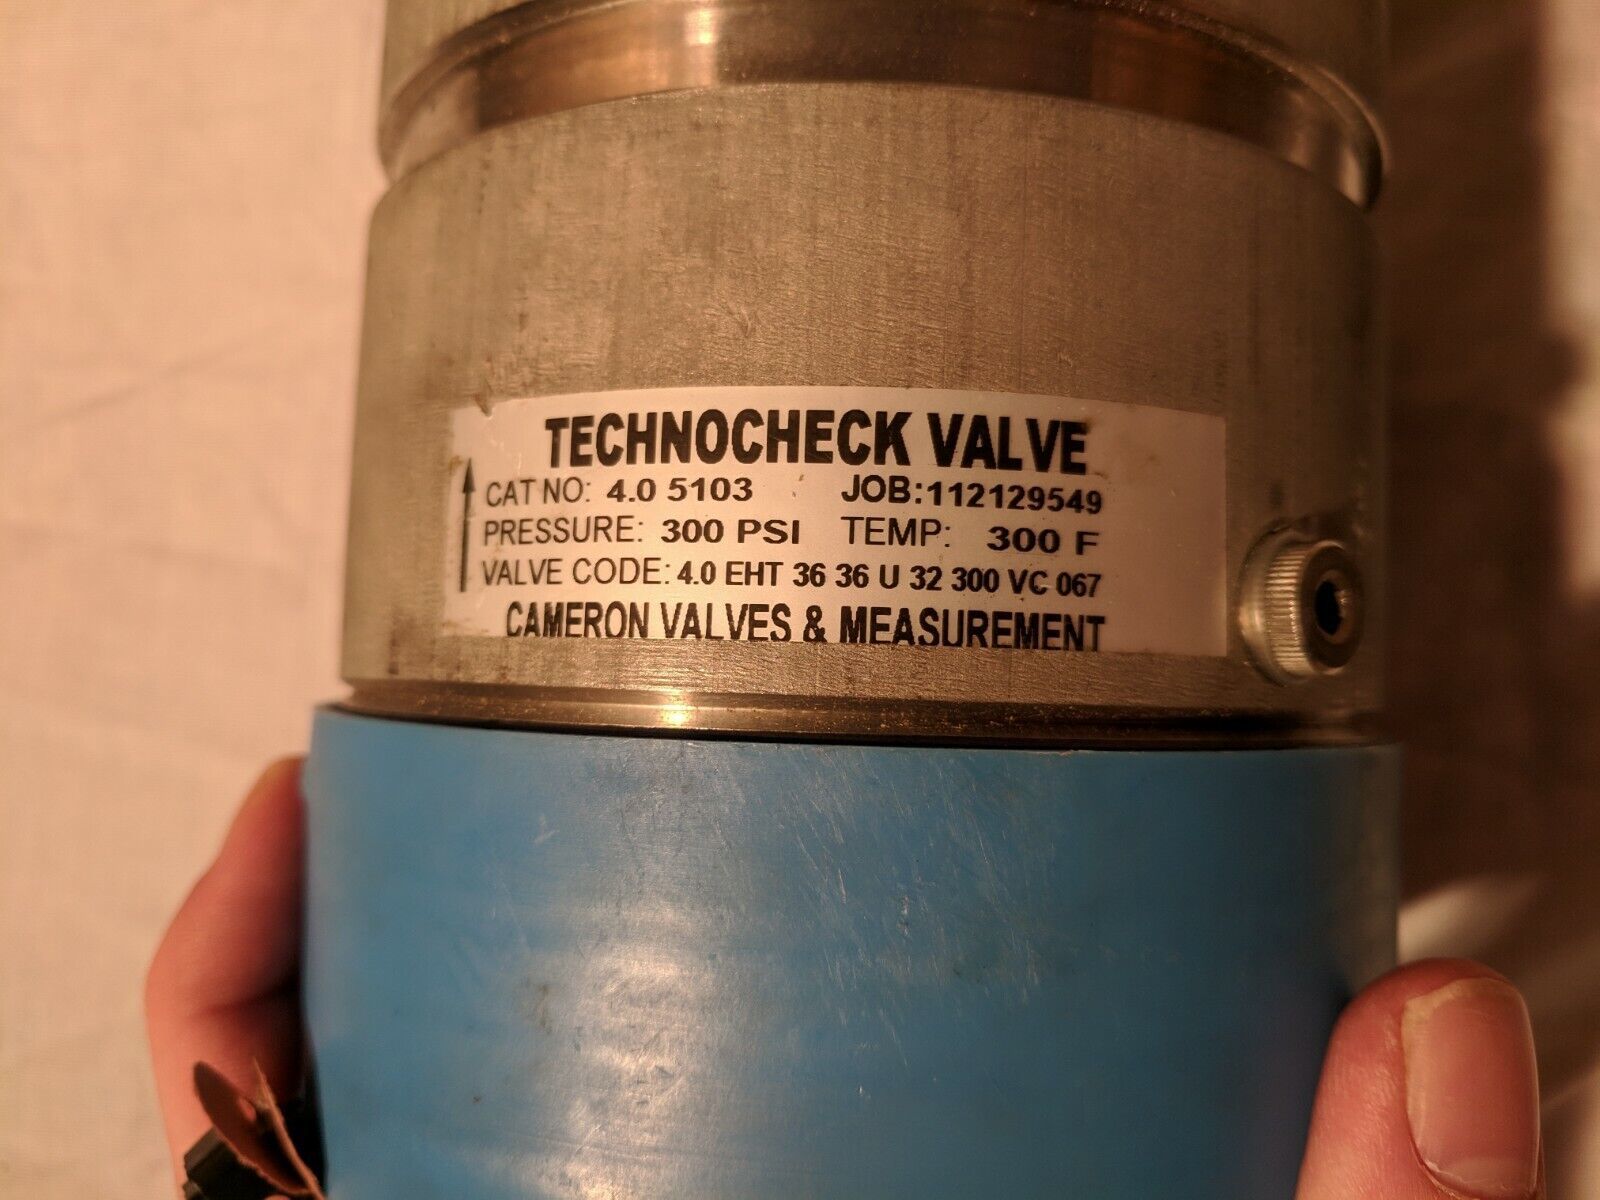 TECHNOCHECK VALVE
CAT NO: 4.0 5103 JOB:112129549
PRESSURE: 300 PSI TEMP: 300 F
VALVE CODE: 4.0 EHT 36 36 U 32 300 VC 067
CAMERON VALVES & MEASUREMENT